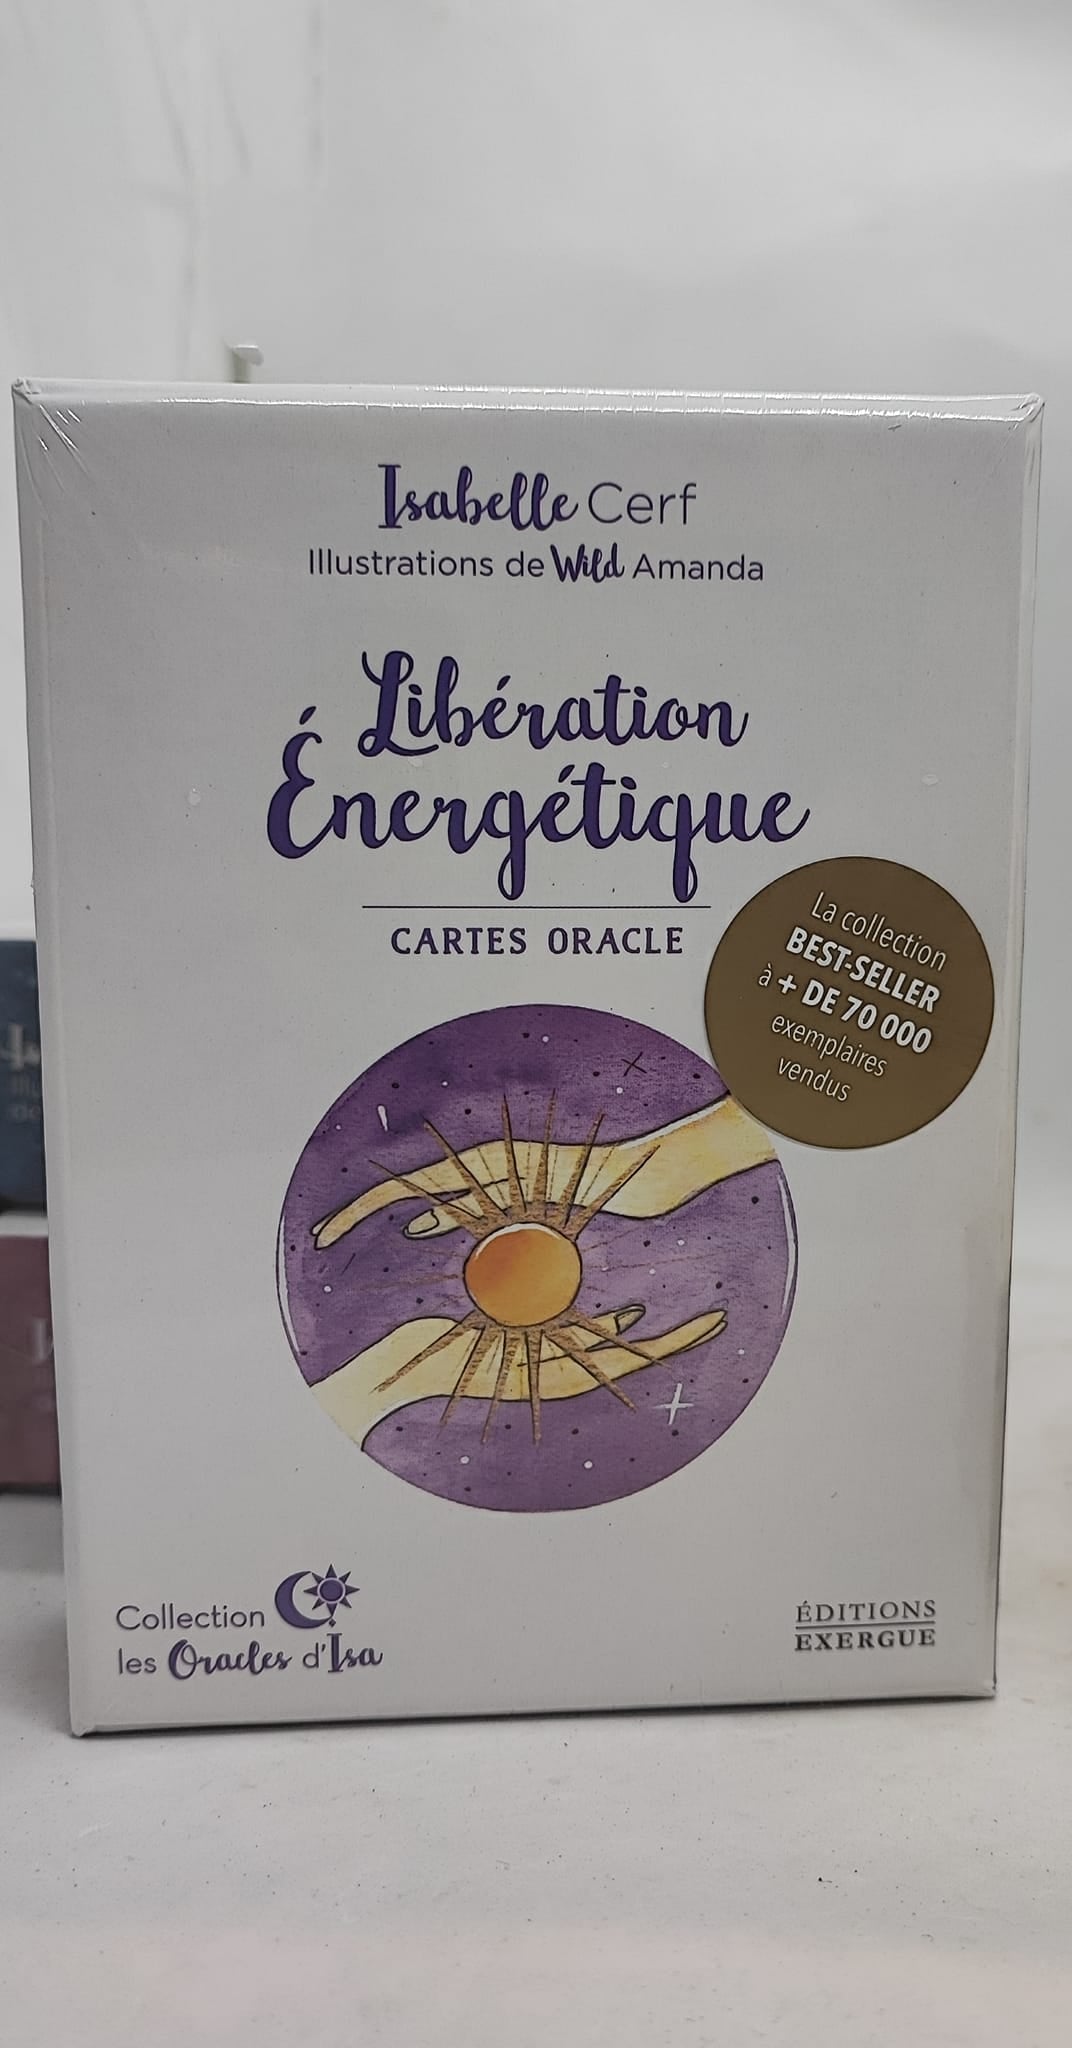 Isabelle Cerf
Illustrations de Wild Amanda
Libération
Énergétique
CARTES ORACLE
La collection
BEST-SELLER
à + DE 70 000
exemplaires
vendus
Collection
les Oracles d'Isa
ÉDITIONS
EXERGUE